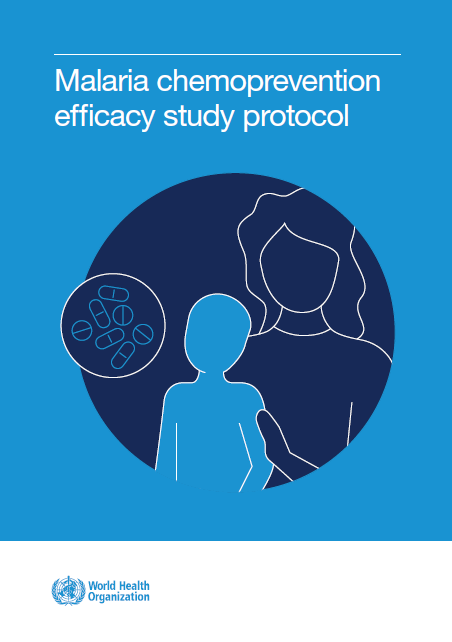 Malaria chemoprevention
efficacy study protocol
World Health
Organization